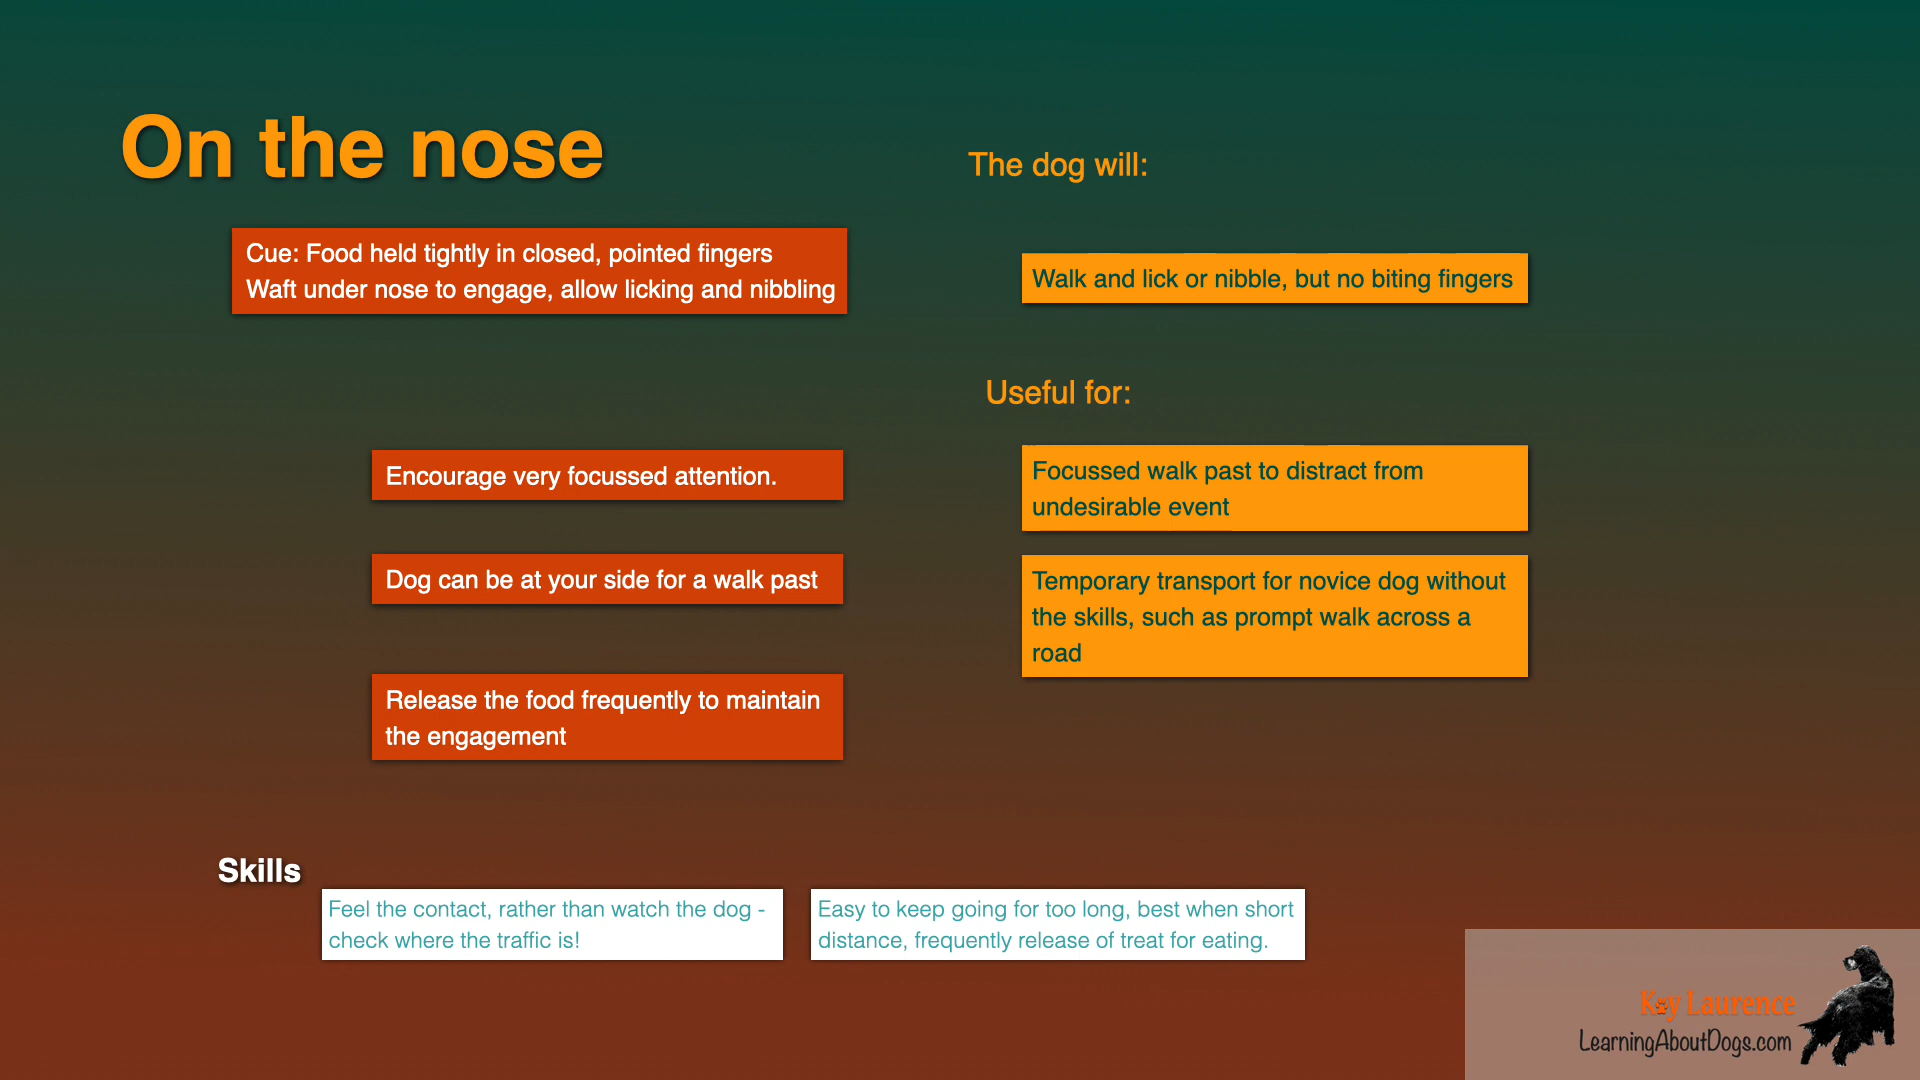 On the nose
Cue: Food held tightly in closed, pointed fingers
Waft under nose to engage, allow licking and nibbling
Encourage very focussed attention.
Dog can be at your side for a walk past
Release the food frequently to maintain
the engagement
The dog will:
Walk and lick or nibble, but no biting fingers
Useful for:
Focussed walk past to distract from
undesirable event
Temporary transport for novice dog without
the skills, such as prompt walk across a
road
Skills
Feel the contact, rather than watch the dog -
check where the traffic is!
Easy to keep going for too long, best when short
distance, frequently release of treat for eating.
Kay Laurence
LearningAboutDogs.com